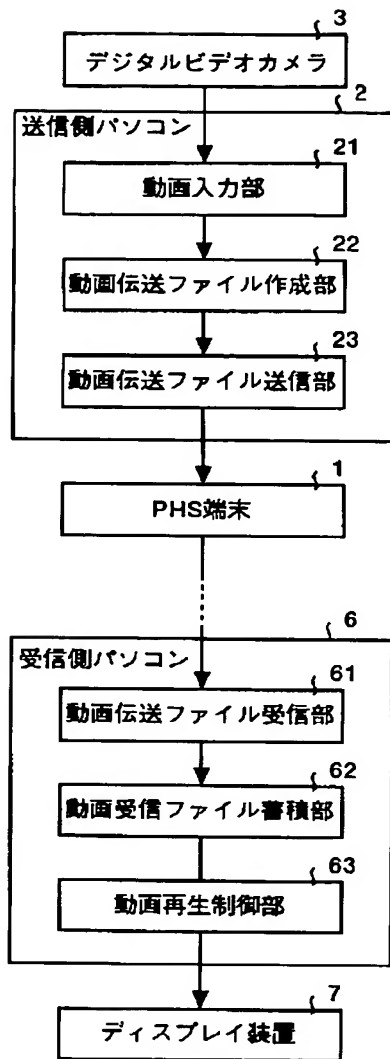 3
デジタルビデオカメラ
2
送信側パソコン
21
動画入力部
22
動画伝送ファイル作成部
23
動画伝送ファイル送信部
1
PHS端末
6
受信側パソコン
61
動画伝送ファイル受信部
62
動画受信ファイル蓄積部
63
動画再生制御部
7
ディスプレイ装置